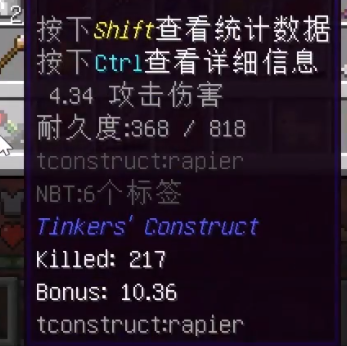 2
按下Shift查看统计数据
按下Ctrl查看详细信息
4.34 攻击伤害
耐久度:368 / 818
tconstruct:rapier
NBT:6个标签
Tinkers' Construct
Killed: 217
Bonus: 10.36
tconstruct:rapier